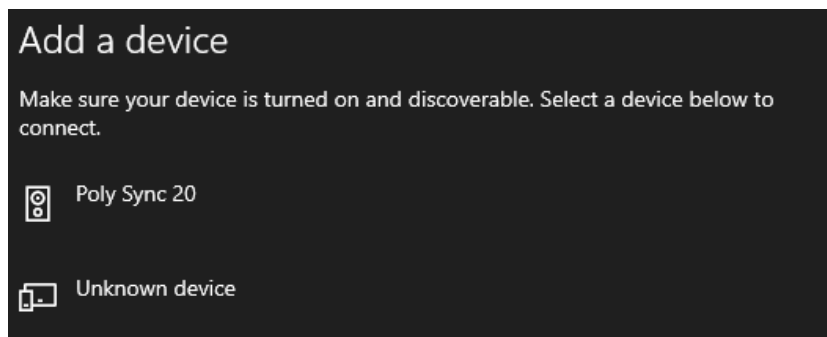 Add a device
Make sure your device is turned on and discoverable. Select a device below to
connect.
Poly Sync 20
Unknown device